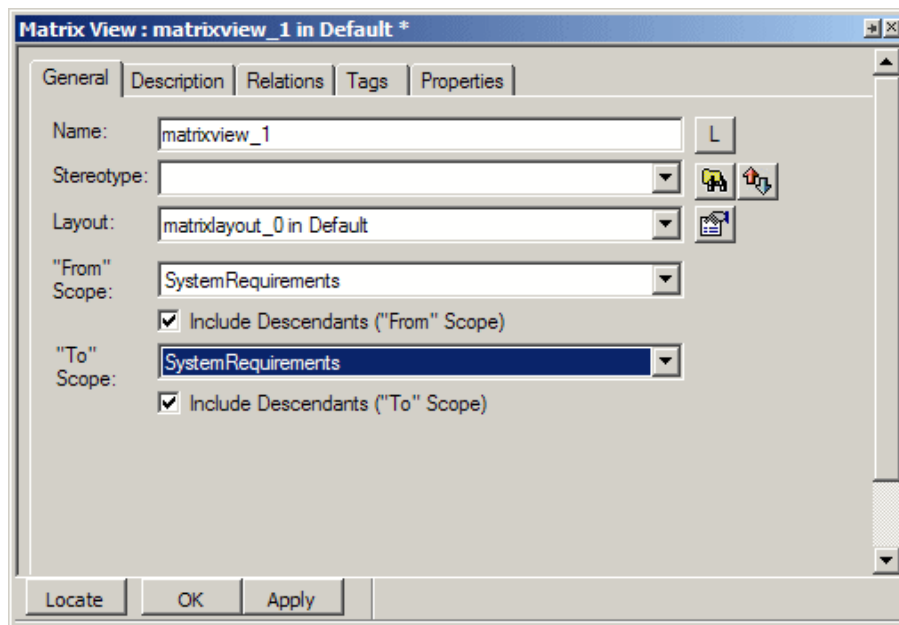 Matrix View : matrixview_1 in Default *
General Description Relations Tags Properties
Name: matrixview_1 L
Stereotype:
Layout: matrixlayout_0 in Default
"From"
Scope: SystemRequirements
Include Descendants ("From" Scope)
"To"
Scope: SystemRequirements
Include Descendants ("To" Scope)
Locate OK Apply